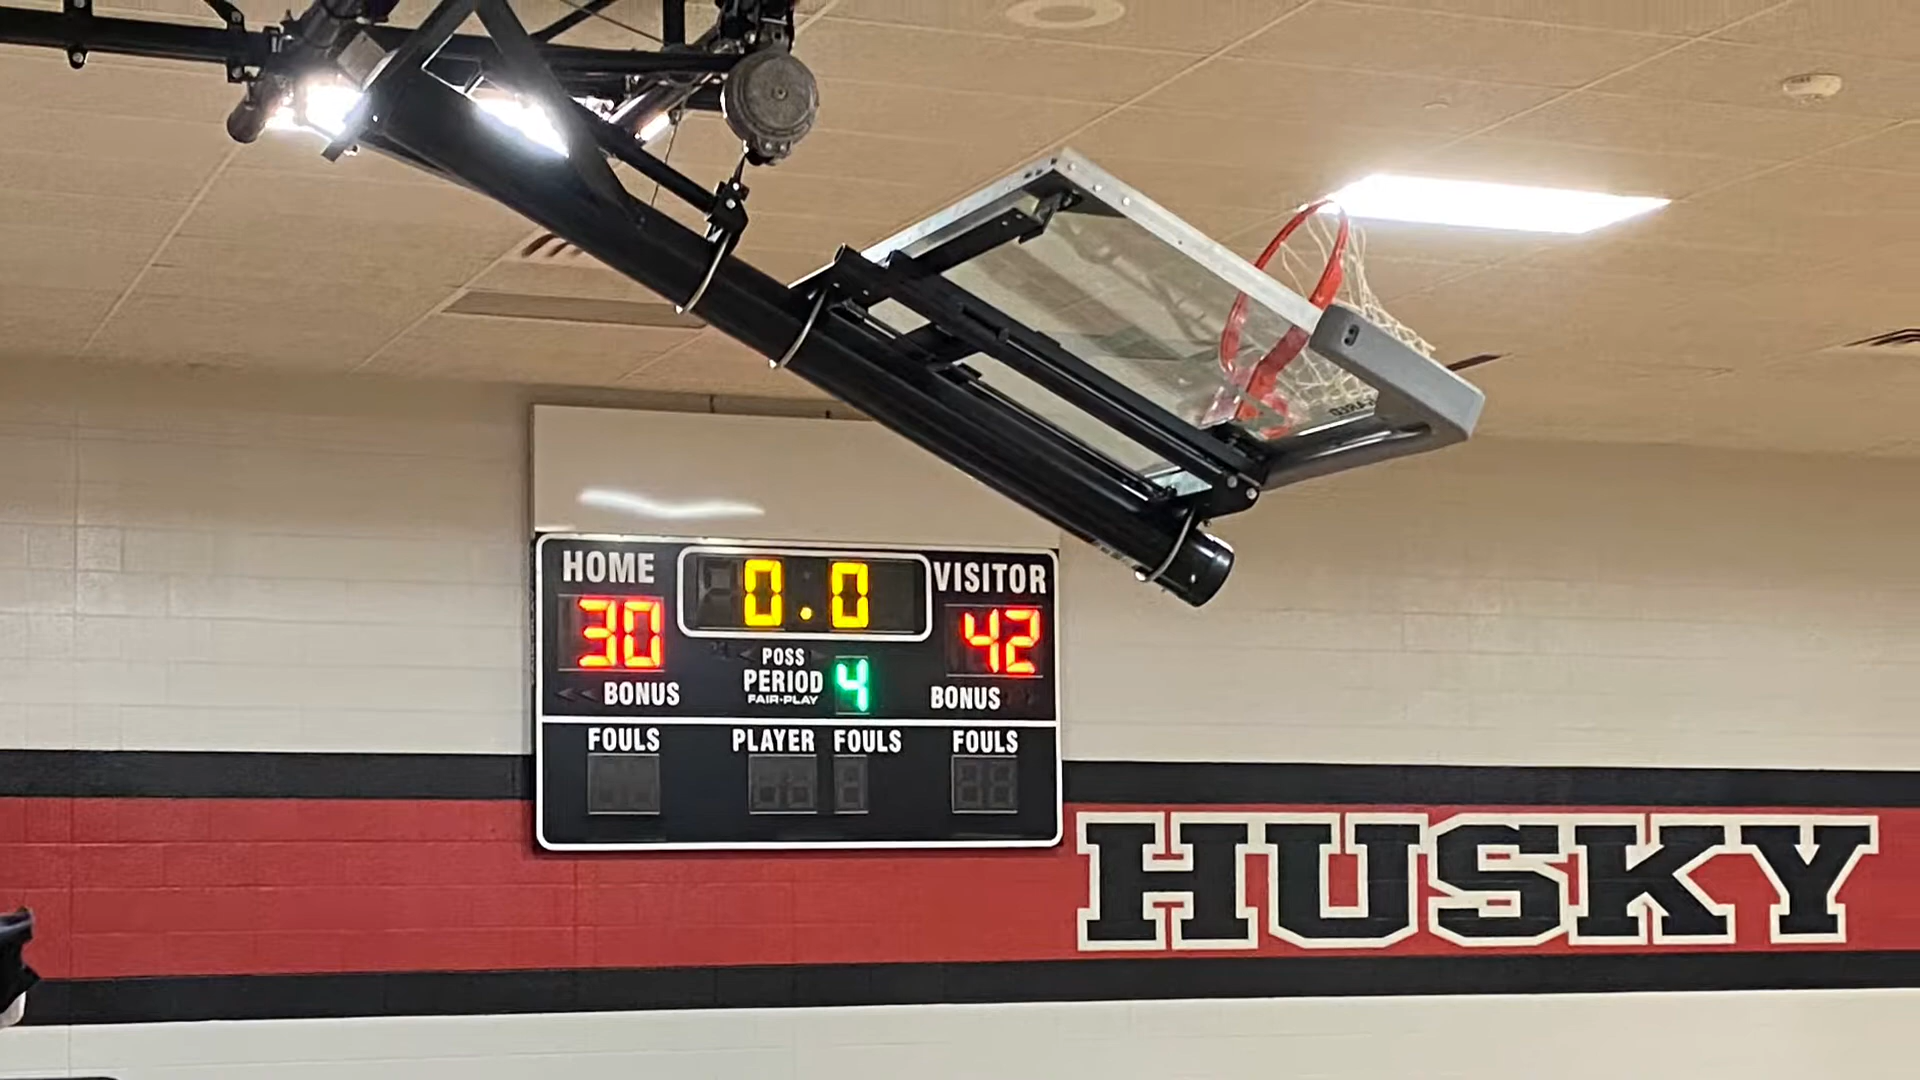 HOME
0.0
VISITOR
30
42
POSS
PERIOD 4
FAIR-PLAY
BONUS
BONUS
FOULS
PLAYER FOULS
FOULS
HUSKY